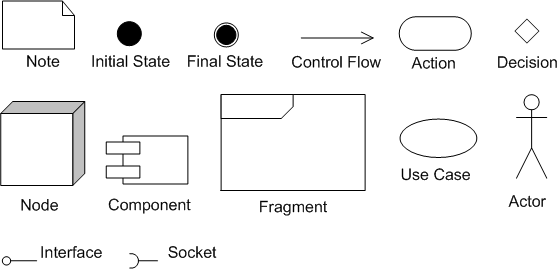 Note
Initial State
Final State
Control Flow
Action
Decision
Node
Component
Fragment
Use Case
Actor
Interface
Socket